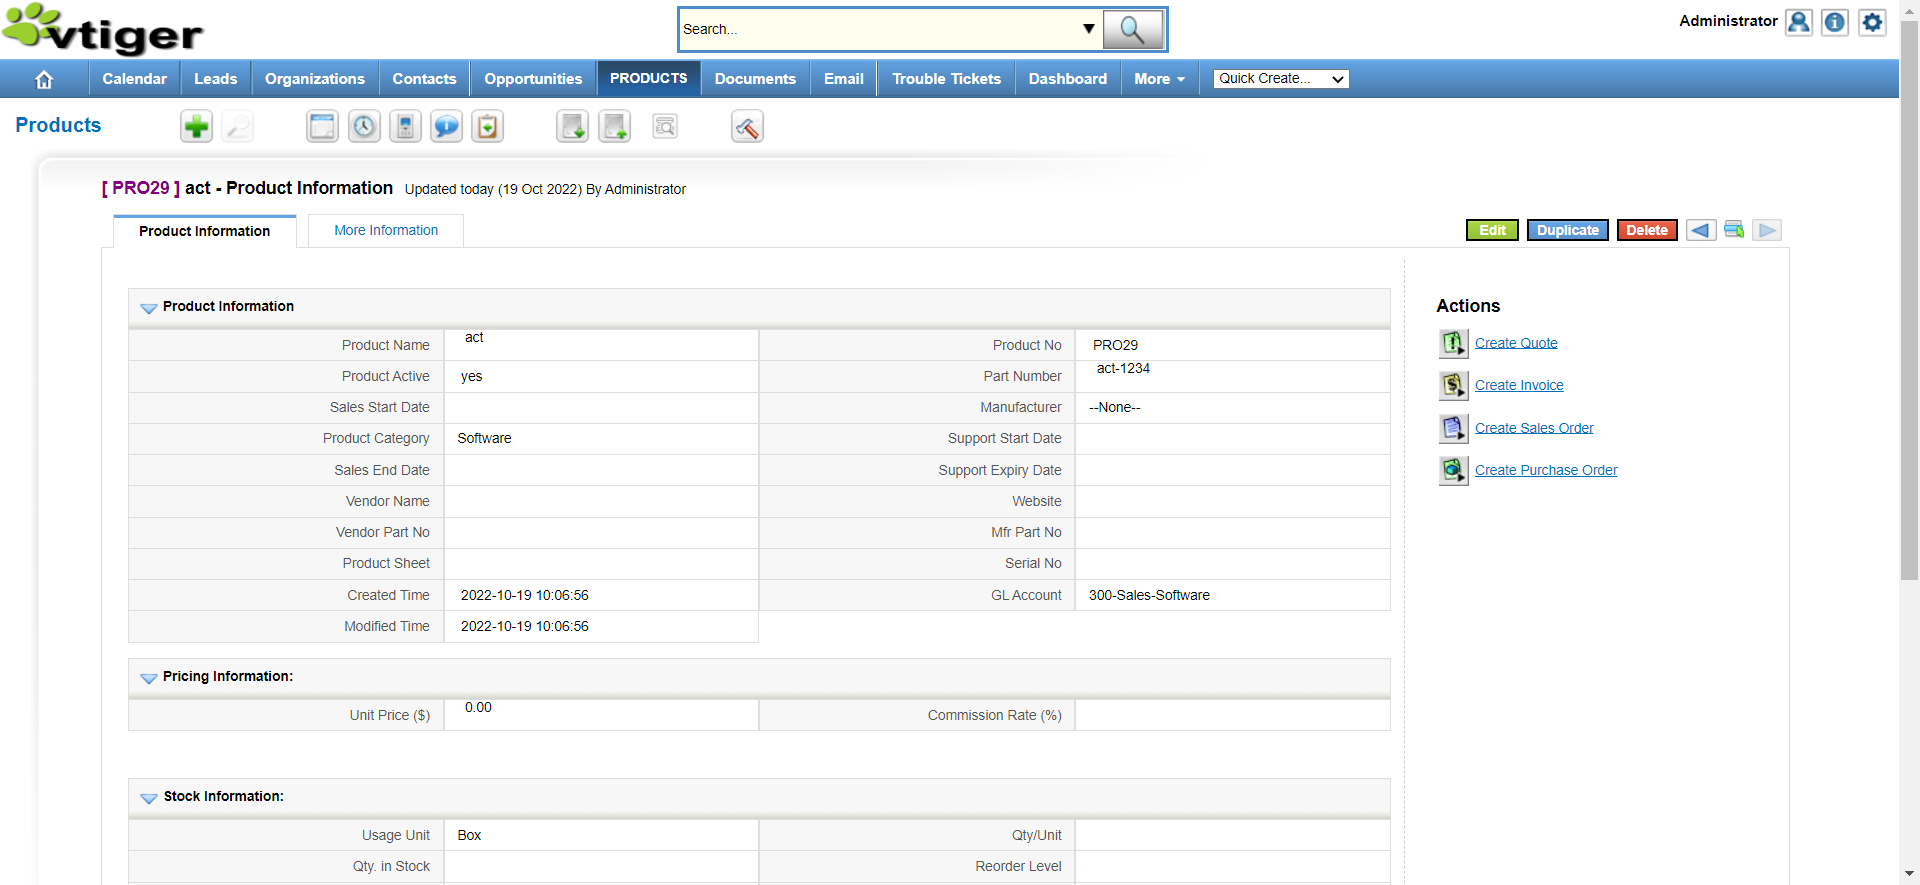 vtiger
Search...
Administrator
Calendar Leads Organizations Contacts Opportunities PRODUCTS Documents Email Trouble Tickets Dashboard More Quick Create...
Products
[ PRO29 ] act - Product Information Updated today (19 Oct 2022) By Administrator
Product Information More Information Edit Duplicate Delete
Product Information
Product Name act Product No PRO29
Product Active yes Part Number act-1234
Sales Start Date Manufacturer --None--
Product Category Software Support Start Date
Sales End Date Support Expiry Date
Vendor Name Website
Vendor Part No Mfr Part No
Product Sheet Serial No
Created Time 2022-10-19 10:06:56 GL Account 300-Sales-Software
Modified Time 2022-10-19 10:06:56
Pricing Information:
Unit Price ($) 0.00 Commission Rate (%)
Stock Information:
Usage Unit Box Qty/Unit
Qty. in Stock Reorder Level
Actions
Create Quote
Create Invoice
Create Sales Order
Create Purchase Order